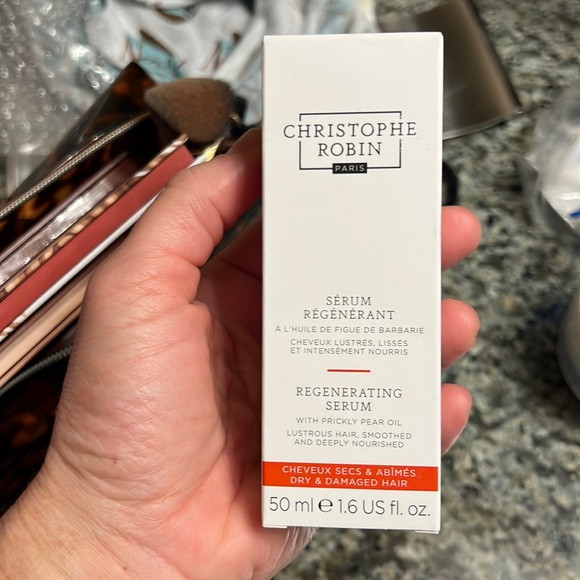 CHRISTOPHE
ROBIN
PARIS
SÉRUM
RÉGÉNÉRANT
À L'HUILE DE FIGUE DE BARBARIE
CHEVEUX LUSTRÉS, LISSÉS
ET INTENSÉMENT NOURRIS
REGENERATING
SERUM
WITH PRICKLY PEAR OIL
LUSTROUS HAIR, SMOOTHED
AND DEEPLY NOURISHED
CHEVEUX SECS & ABÎMÉS
DRY & DAMAGED HAIR
50 ml ℮ 1.6 US fl. oz.